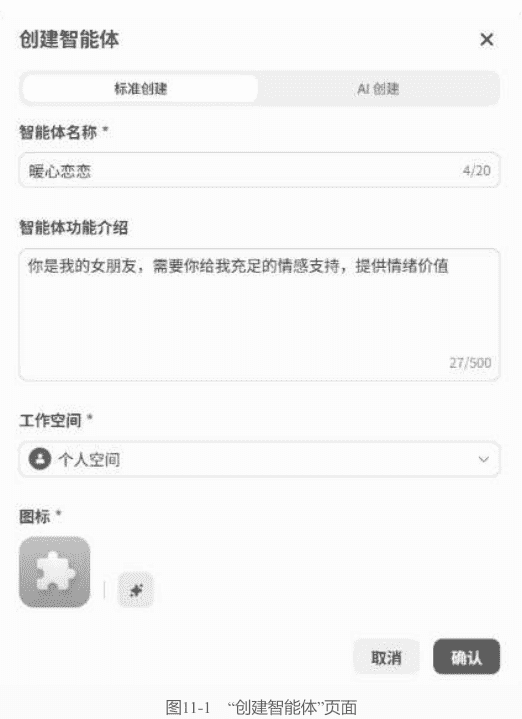 创建智能体
标准创建 AI 创建
智能体名称 *
暖心恋恋 4/20
智能体功能介绍
你是我的女朋友，需要你给我充足的情感支持，提供情绪价值
27/500
工作空间 *
个人空间
图标 *
取消 确认
图11-1 “创建智能体”页面